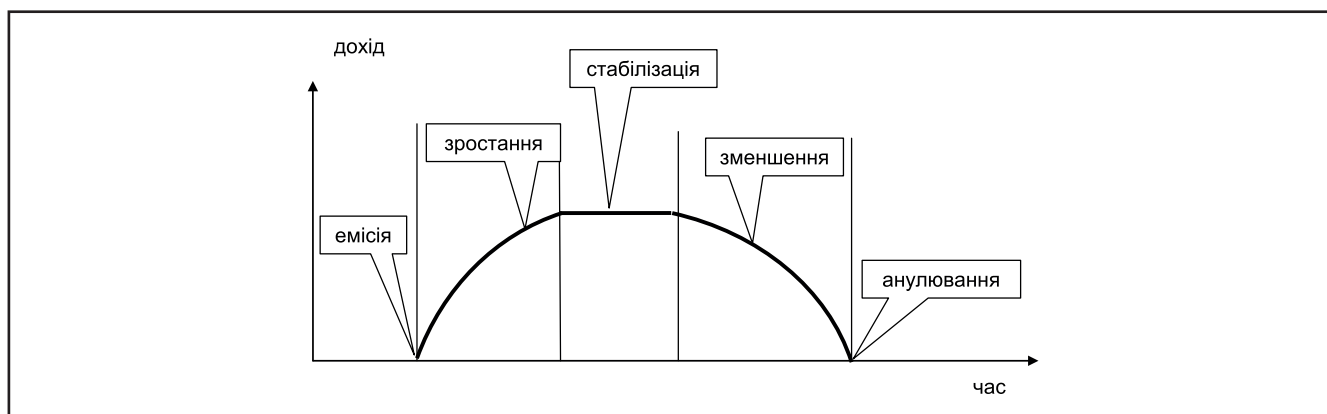 дохід
стабілізація
зростання
зменшення
емісія
анулювання
час